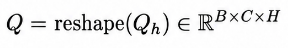 Q = reshape(Q_h) ∈ ℝ^{B×C×H}